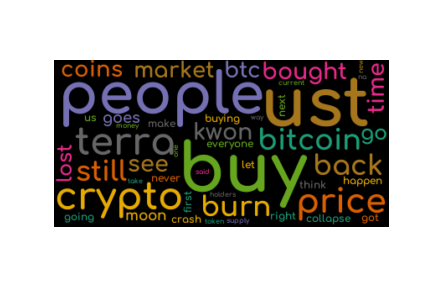 coins market btc bought time new
no
current
people ust
us goes buying next
money make way
terra kwon bitcoin go
everyone
one
lost still see said let back
take buy happen
crypto never first holders think price
moon burn
going crash token supply right collapse got